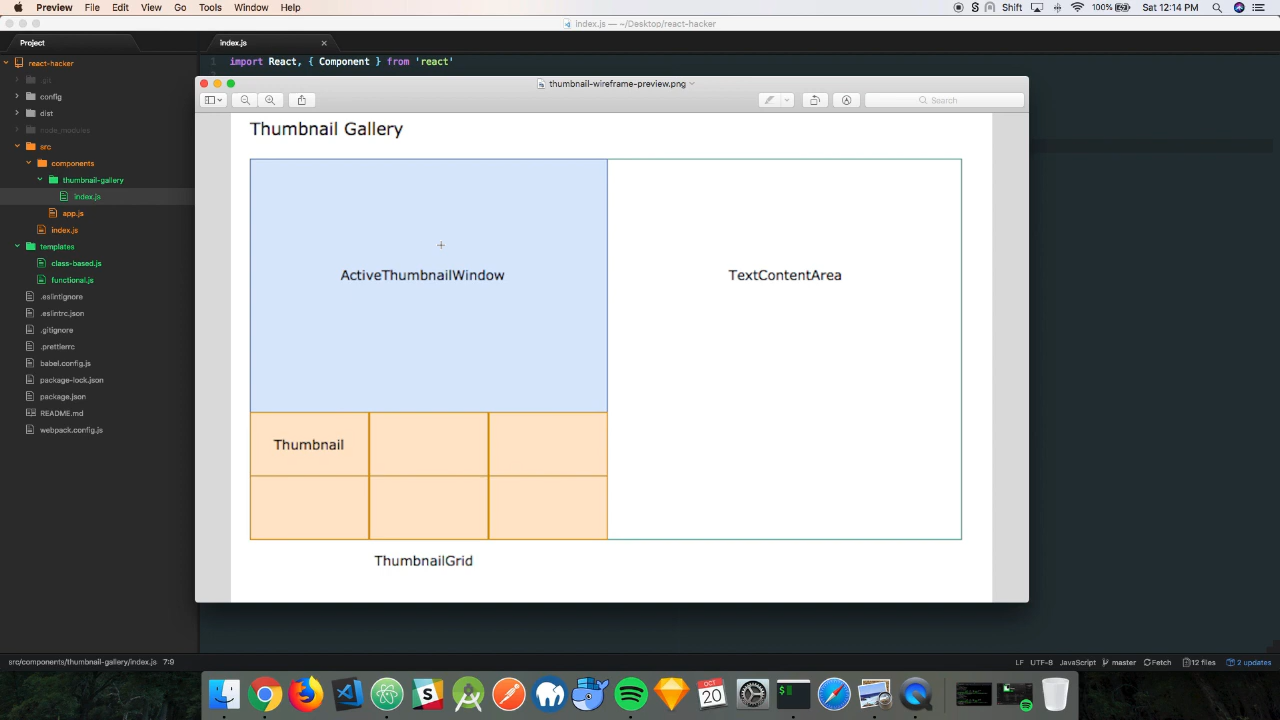 Preview File Edit View Go Tools Window Help
Shift 100% Sat 12:14 PM
index.js — ~/Desktop/react-hacker
Project
index.js
react-hacker
.git
config
dist
node_modules
src
components
thumbnail-gallery
index.js
app.js
index.js
templates
class-based.js
functional.js
.eslintignore
.eslintrc.json
.gitignore
.prettierrc
babel.config.js
package-lock.json
package.json
README.md
webpack.config.js
1 import React, { Component } from 'react'
2
thumbnail-wireframe-preview.png
Search
Thumbnail Gallery
ActiveThumbnailWindow
TextContentArea
Thumbnail
ThumbnailGrid
src/components/thumbnail-gallery/index.js 7:9
LF UTF-8 JavaScript master Fetch 12 files 2 updates
OCT
20